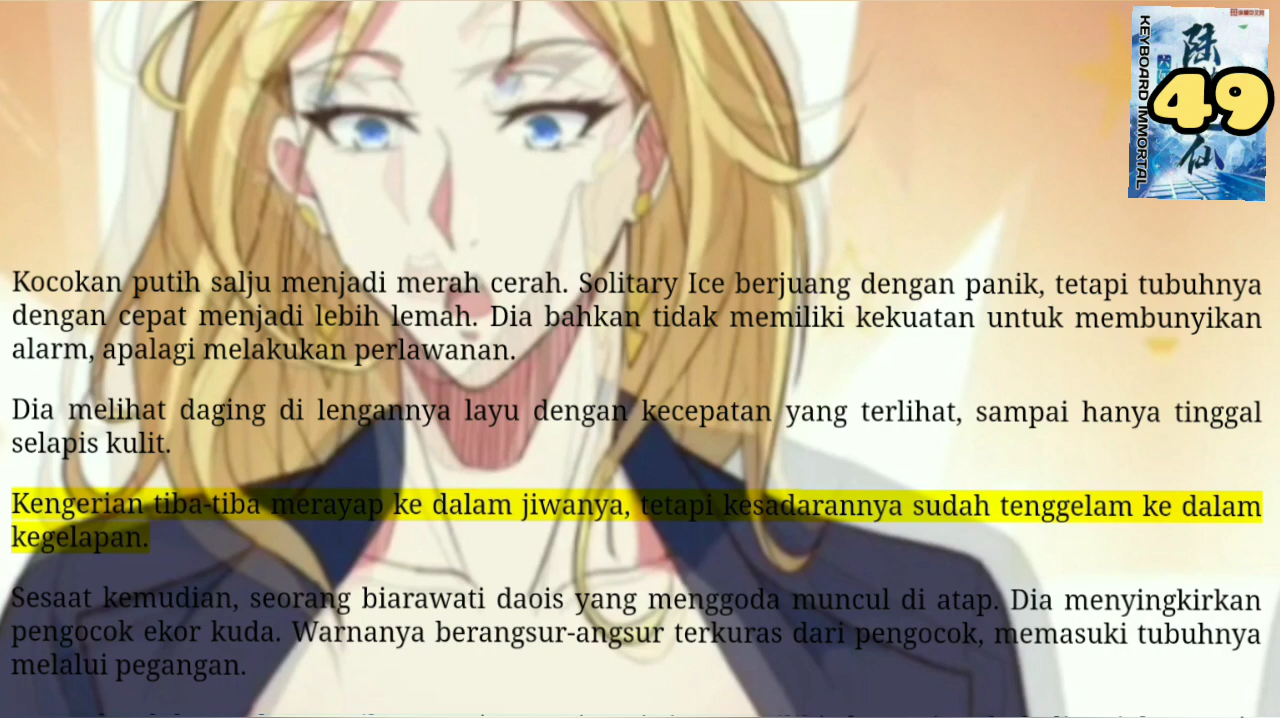 KEYBOARD IMMORTAL
49
Kocokan putih salju menjadi merah cerah. Solitary Ice berjuang dengan panik, tetapi tubuhnya
dengan cepat menjadi lebih lemah. Dia bahkan tidak memiliki kekuatan untuk membunyikan
alarm, apalagi melakukan perlawanan.
Dia melihat daging di lengannya layu dengan kecepatan yang terlihat, sampai hanya tinggal
selapis kulit.
Kengerian tiba-tiba merayap ke dalam jiwanya, tetapi kesadarannya sudah tenggelam ke dalam
kegelapan.
Sesaat kemudian, seorang biarawati daois yang menggoda muncul di atap. Dia menyingkirkan
pengocok ekor kuda. Warnanya berangsur-angsur terkuras dari pengocok, memasuki tubuhnya
melalui pegangan.